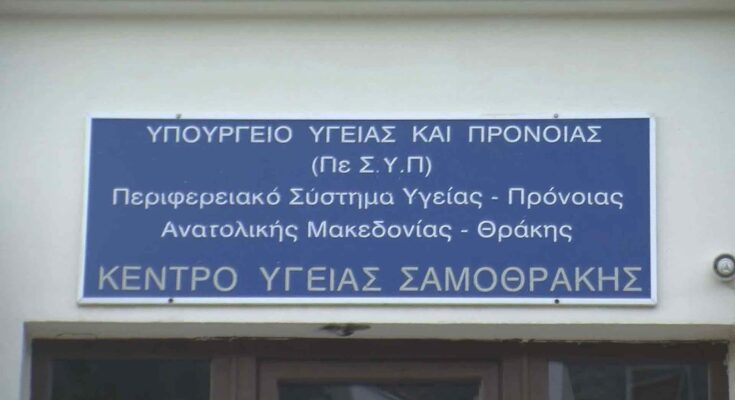 ΥΠΟΥΡΓΕΙΟ ΥΓΕΙΑΣ ΚΑΙ ΠΡΟΝΟΙΑΣ
(Πε Σ.Υ.Π)
Περιφερειακό Σύστημα Υγείας - Πρόνοιας
Ανατολικής Μακεδονίας - Θράκης
ΚΕΝΤΡΟ ΥΓΕΙΑΣ ΣΑΜΟΘΡΑΚΗΣ